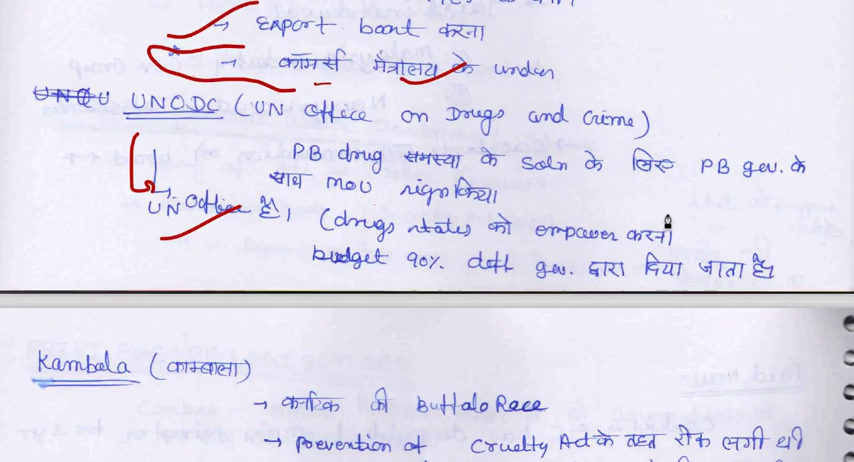 → Export boost करना
→ कॉमर्स मंत्रालय के under
UNODC (UN Office on Drugs and Crime)
PB drug समस्या के soln के लिए PB gov. के
साथ MOU sign किया
UN office है। (drugs states को empower करना
budget 90% diff gov. द्वारा दिया जाता है।
Kambala (काम्बाला)
→ कर्नाटक की Buffalo Race
→ Prevention of Cruelty Act के तहत रोक लगी थी